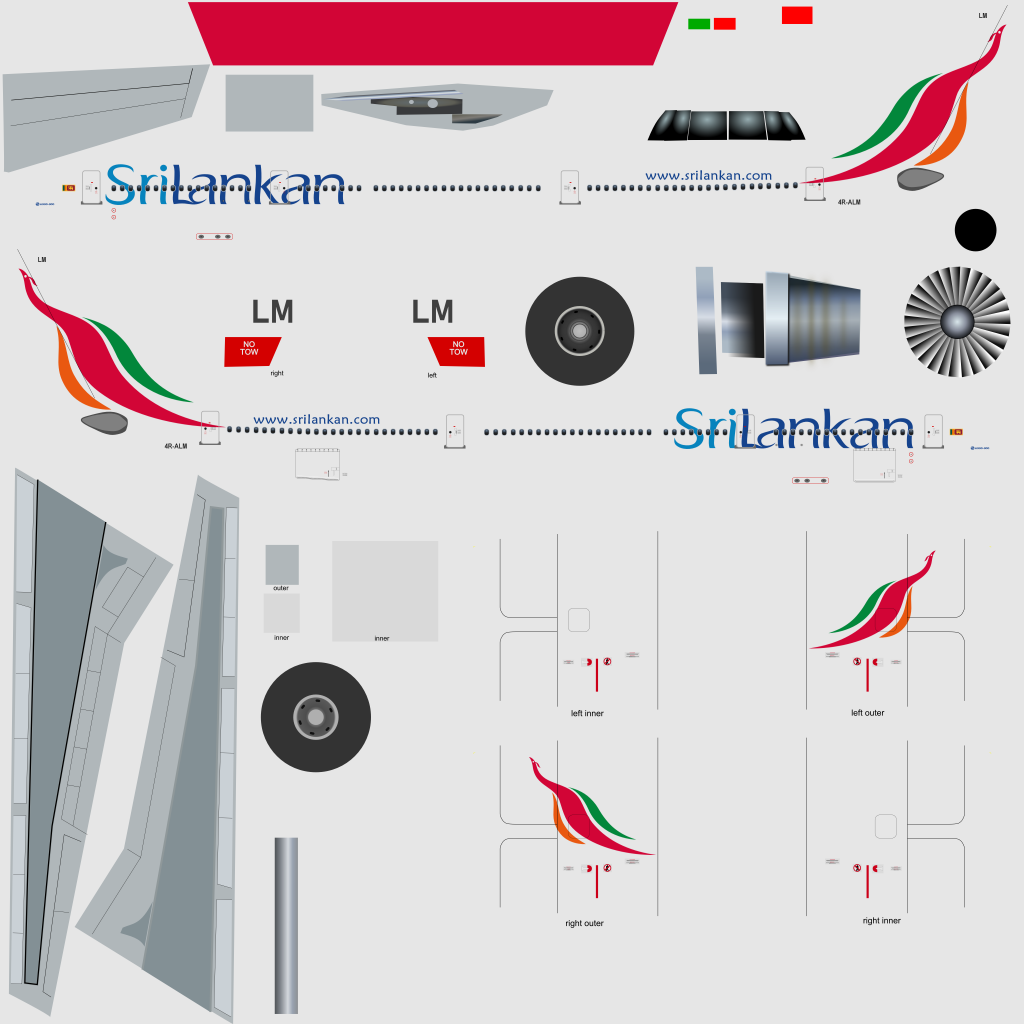 LM
SriLankan
www.srilankan.com
4R-ALM
LM
LM
LM
NO
TOW
NO
TOW
right
left
www.srilankan.com
SriLankan
4R-ALM
outer
inner
inner
left inner
left outer
right outer
right inner